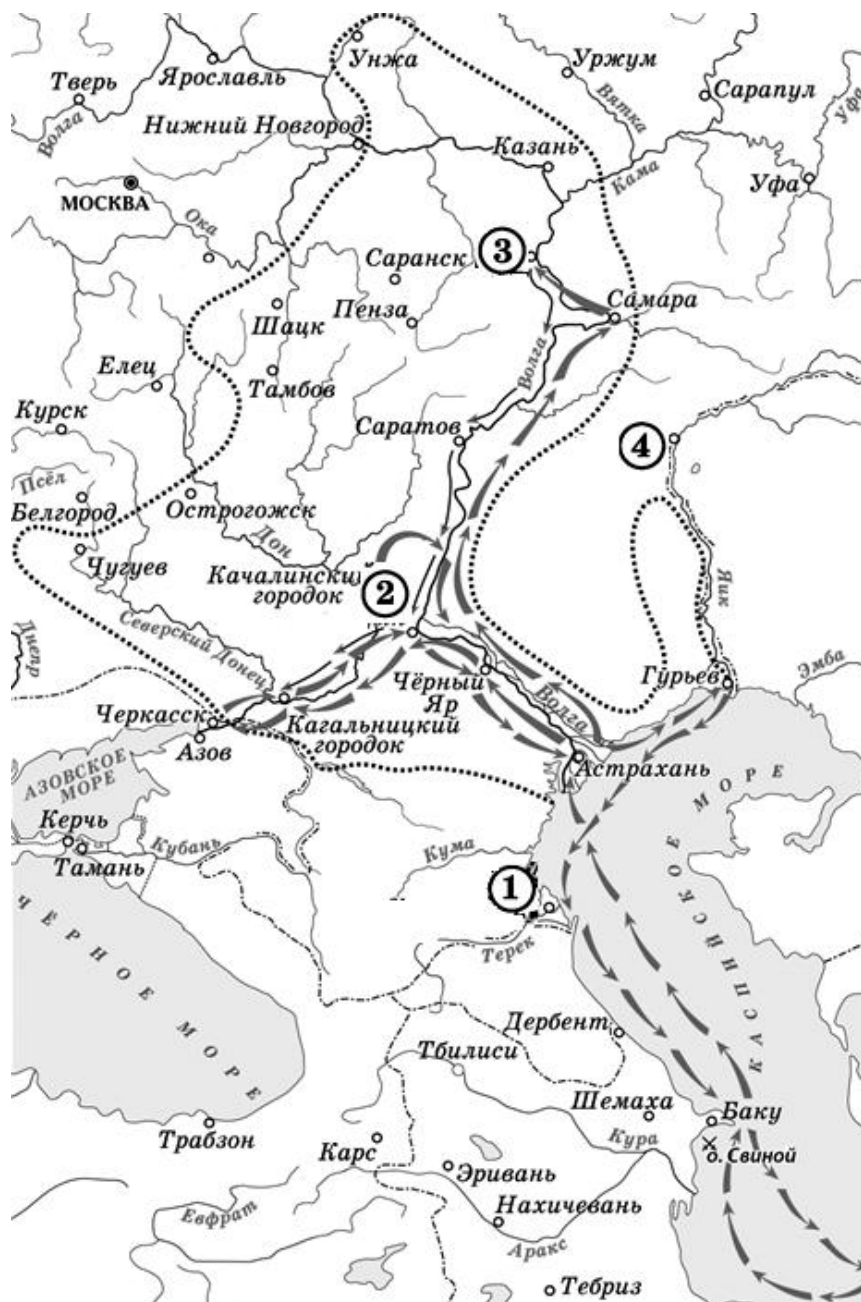 Унжа
Уржум
Тверь
Ярославль
Вятка
Сарапул
Волга
Нижний Новгород
Казань
Уфа
Кама
Уфа
МОСКВА
Ока
3
Саранск
Самара
Шацк
Пенза
Елец
Тамбов
Волга
Курск
Саратов
4
Псёл
Белгород
Острогожск
Дон
Чугуев
Качалинский
городок
2
Яик
Днепр
Северский Донец
Гурьев
Эмба
Чёрный
Яр
Волга
Черкасск
Кагальницкий
городок
Азов
Астрахань
АЗОВСКОЕ
МОРЕ
КАСПИЙСКОЕ МОРЕ
Керчь
Кубань
Кума
Тамань
1
ЧЁРНОЕ МОРЕ
Терек
Дербент
Тбилиси
Шемаха
Баку
Трабзон
Карс
Кура
о. Свиной
Эривань
Нахичевань
Евфрат
Аракс
Тебриз